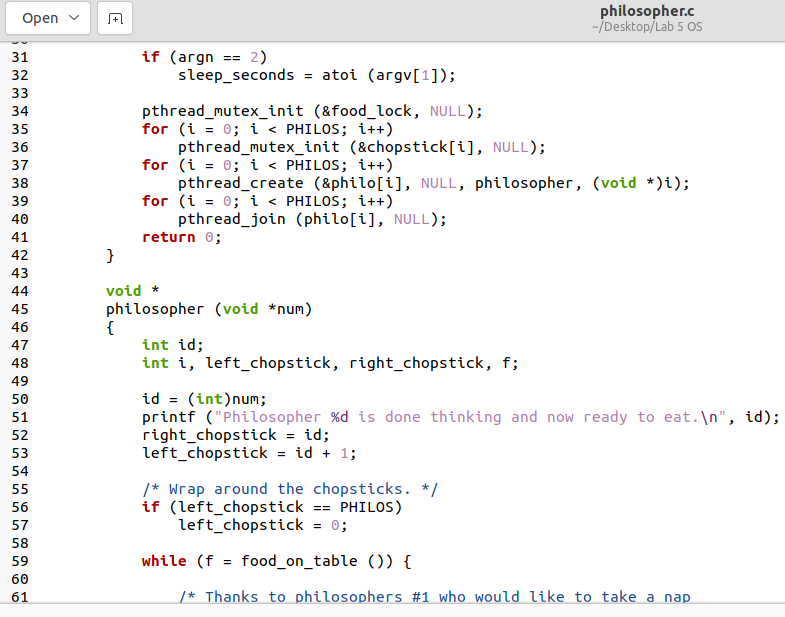 Open
philosopher.c
~/Desktop/Lab 5 OS
31 if (argn == 2)
32 sleep_seconds = atoi (argv[1]);
33
34 pthread_mutex_init (&food_lock, NULL);
35 for (i = 0; i < PHILOS; i++)
36 pthread_mutex_init (&chopstick[i], NULL);
37 for (i = 0; i < PHILOS; i++)
38 pthread_create (&philo[i], NULL, philosopher, (void *)i);
39 for (i = 0; i < PHILOS; i++)
40 pthread_join (philo[i], NULL);
41 return 0;
42 }
43
44 void *
45 philosopher (void *num)
46 {
47 int id;
48 int i, left_chopstick, right_chopstick, f;
49
50 id = (int)num;
51 printf ("Philosopher %d is done thinking and now ready to eat.\n", id);
52 right_chopstick = id;
53 left_chopstick = id + 1;
54
55 /* Wrap around the chopsticks. */
56 if (left_chopstick == PHILOS)
57 left_chopstick = 0;
58
59 while (f = food_on_table ()) {
60
61 /* Thanks to philosophers #1 who would like to take a nap